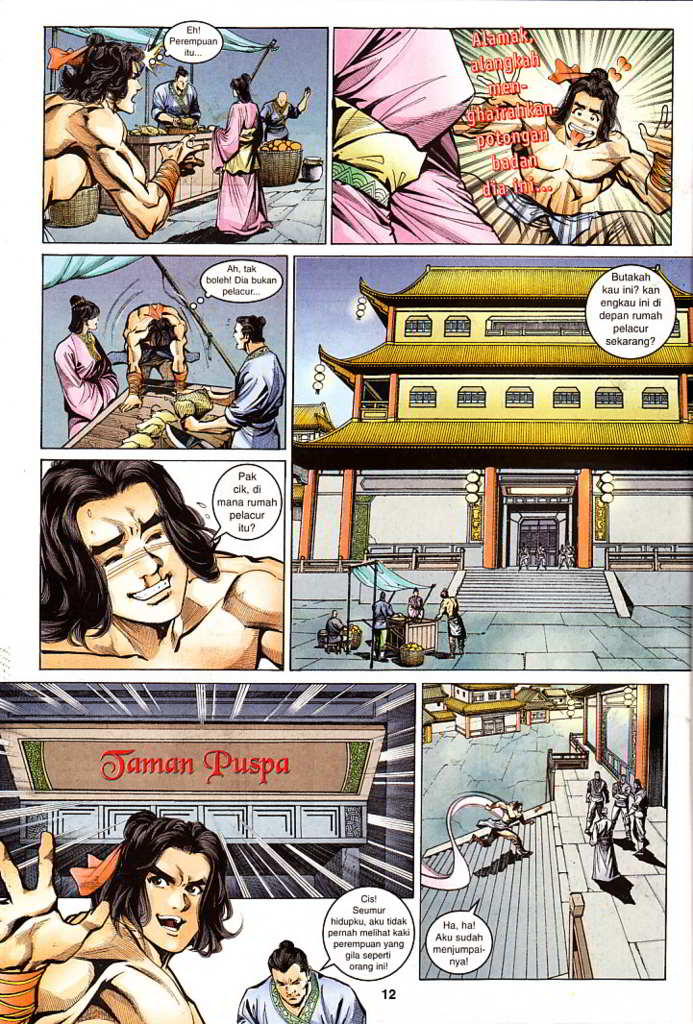 Eh!
Perempuan
itu...
Alamak,
alangkah
men-
ghairahkan
potongan
badan
dia ini...
Ah, tak
boleh! Dia bukan
pelacur...
Butakah
kau ini? kan
engkau ini di
depan rumah
pelacur
sekarang?
Pak
cik, di
mana rumah
pelacur
itu?
Taman Puspa
Cis!
Seumur
hidupku, aku tidak
pernah melihat kaki
perempuan yang
gila seperti
orang ini!
Ha, ha!
Aku sudah
menjumpai-
nya!
12